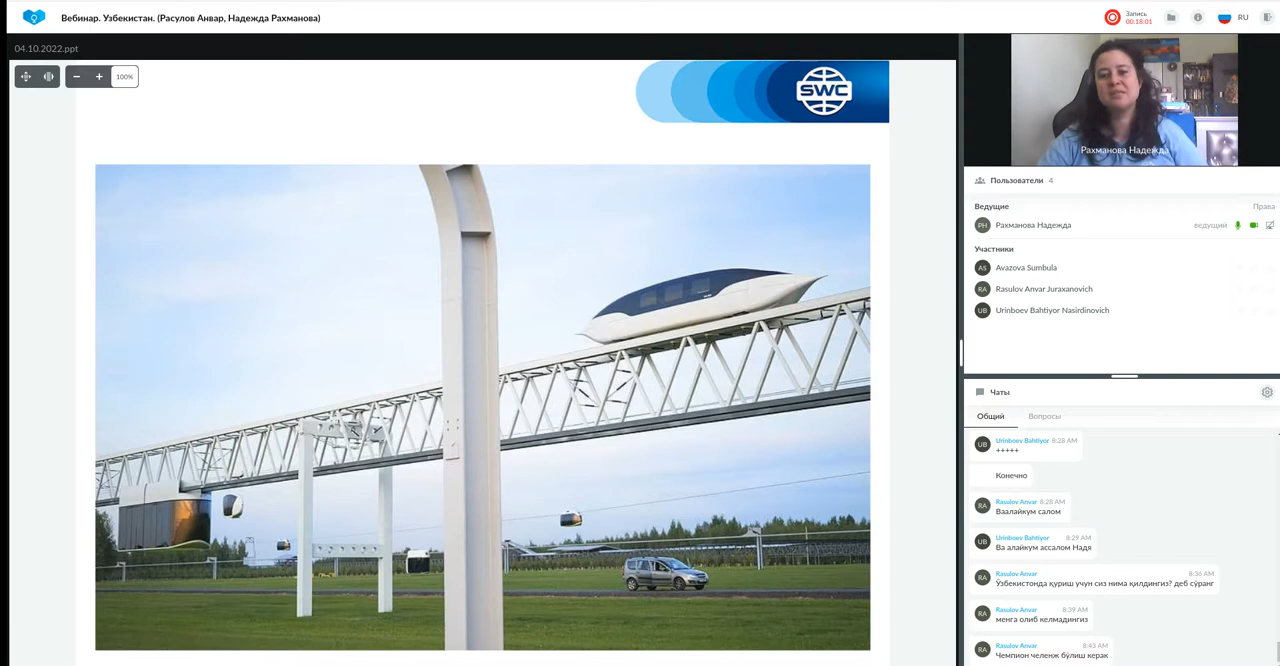 Вебинар. Узбекистан. (Расулов Анвар, Надежда Рахманова)
Запись
00:18:01
RU
04.10.2022.ppt
100%
SWC
Рахманова Надежда
Пользователи 4
Ведущие Права
РН Рахманова Надежда ведущий
Участники
AS Avazova Sumbula
RA Rasulov Anvar Juraxanovich
UB Urinboev Bahtiyor Nasirdinovich
Чаты
Общий Вопросы
UB Urinboev Bahtiyor 8:28 AM
+++++
Конечно
RA Rasulov Anvar 8:28 AM
Ваалайкум салом
UB Urinboev Bahtiyor 8:29 AM
Ва алайкум ассалом Надя
RA Rasulov Anvar 8:36 AM
Ўзбекистонда қуриш учун сиз нима қилдингиз? деб сўранг
RA Rasulov Anvar 8:39 AM
менга олиб келмадингиз
RA Rasulov Anvar 8:43 AM
Чемпион челенж бўлиш керак